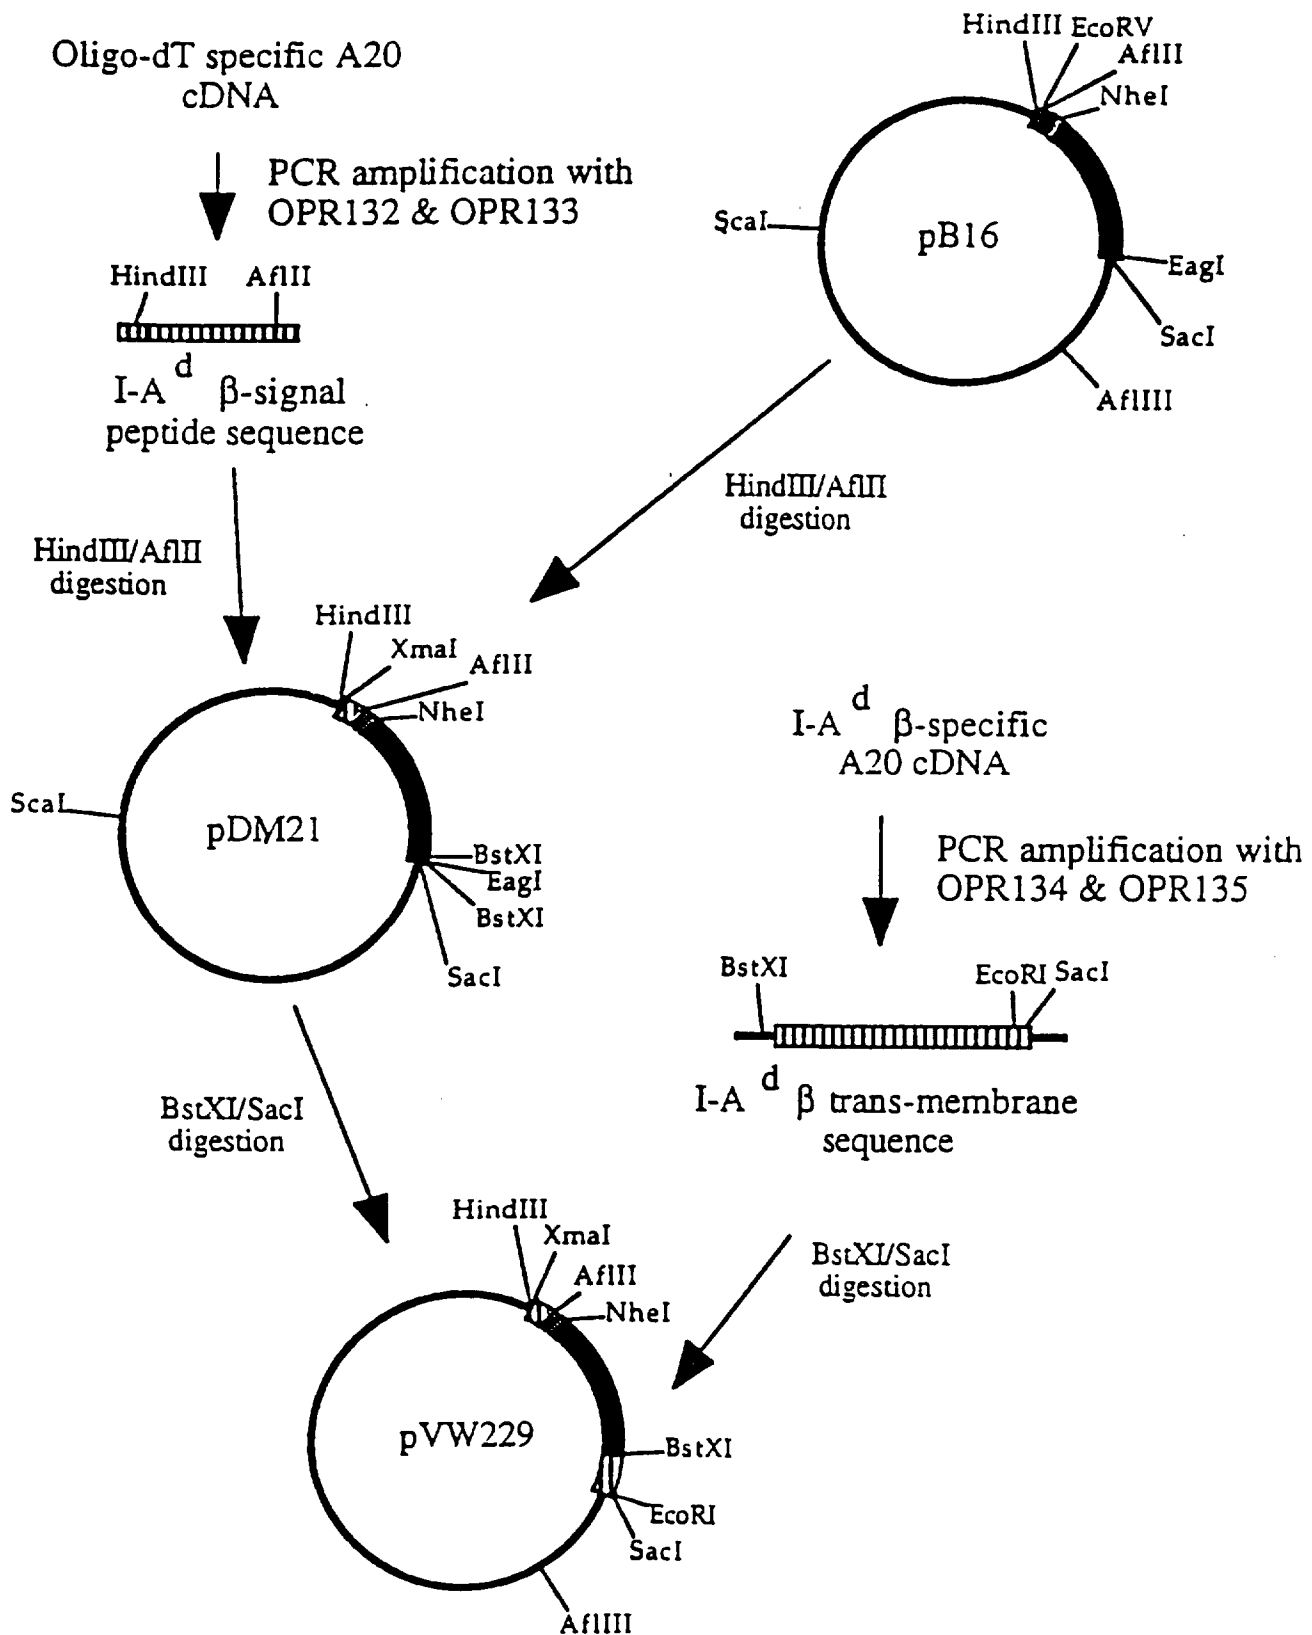 Oligo-dT specific A20
cDNA
PCR amplification with
OPR132 & OPR133
HindIII AflII
I-A d β-signal
peptide sequence
HindIII/AflII
digestion
HindIII EcoRV
AflII
NheI
ScaI
pB16
EagI
SacI
AflIII
HindIII/AflII
digestion
HindIII
XmaI
AflII
NheI
ScaI
pDM21
BstXI
EagI
BstXI
SacI
I-A d β-specific
A20 cDNA
PCR amplification with
OPR134 & OPR135
BstXI
EcoRI SacI
I-A d β trans-membrane
sequence
BstXI/SacI
digestion
BstXI/SacI
digestion
HindIII
XmaI
AflII
NheI
pVW229
BstXI
EcoRI
SacI
AflIII